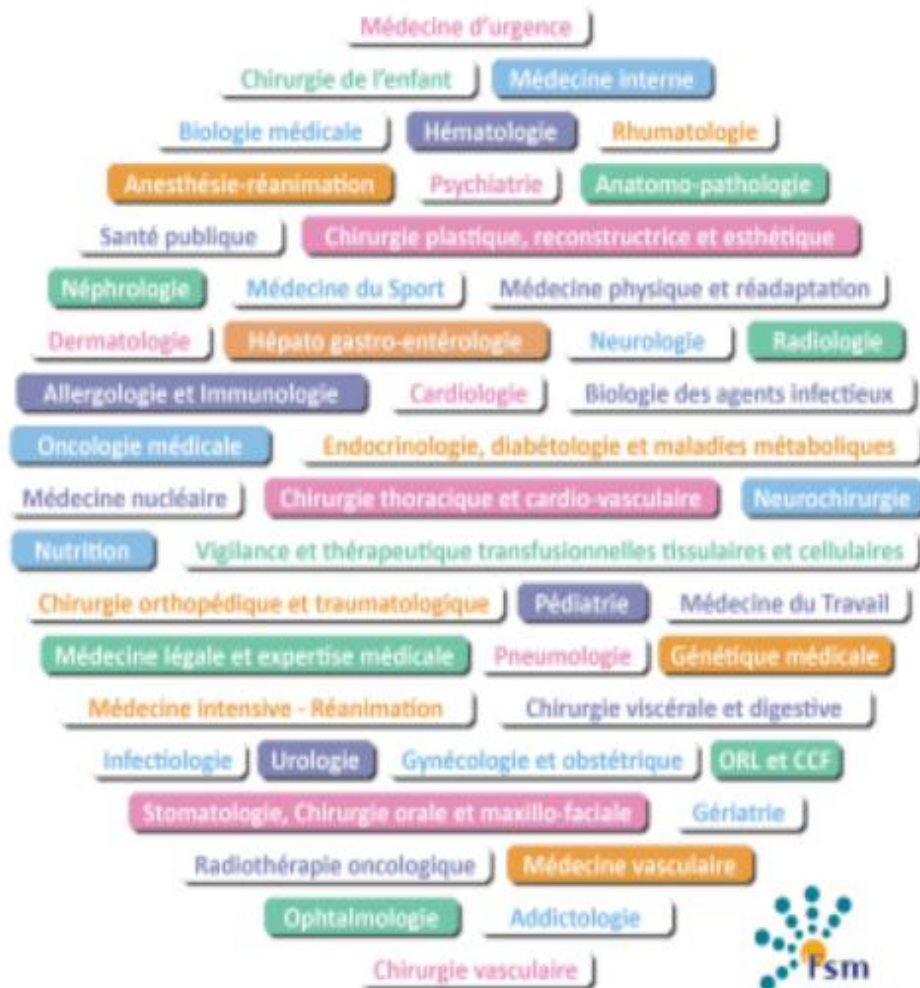 Médecine d'urgence
Chirurgie de l'enfant Médecine interne
Biologie médicale Hématologie Rhumatologie
Anesthésie-réanimation Psychiatrie Anatomo-pathologie
Santé publique Chirurgie plastique, reconstructrice et esthétique
Néphrologie Médecine du Sport Médecine physique et réadaptation
Dermatologie Hépato gastro-entérologie Neurologie Radiologie
Allergologie et Immunologie Cardiologie Biologie des agents infectieux
Oncologie médicale Endocrinologie, diabétologie et maladies métaboliques
Médecine nucléaire Chirurgie thoracique et cardio-vasculaire Neurochirurgie
Nutrition Vigilance et thérapeutique transfusionnelles tissulaires et cellulaires
Chirurgie orthopédique et traumatologique Pédiatrie Médecine du Travail
Médecine légale et expertise médicale Pneumologie Génétique médicale
Médecine intensive - Réanimation Chirurgie viscérale et digestive
Infectiologie Urologie Gynécologie et obstétrique ORL et CCF
Stomatologie, Chirurgie orale et maxillo-faciale Gériatrie
Radiothérapie oncologique Médecine vasculaire
Ophtalmologie Addictologie
Chirurgie vasculaire
fsm